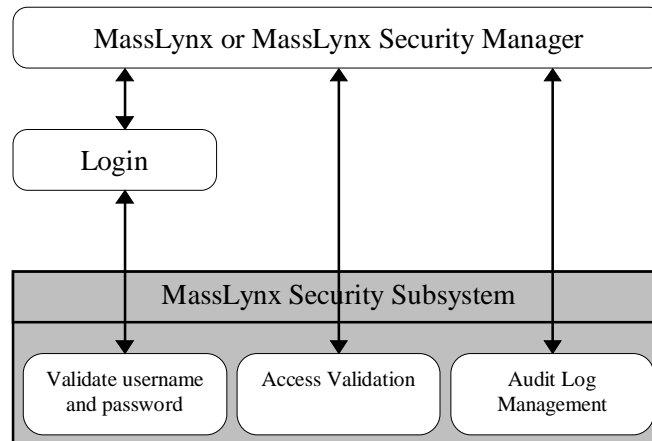 MassLynx or MassLynx Security Manager
Login
MassLynx Security Subsystem
Validate username
and password
Access Validation
Audit Log
Management